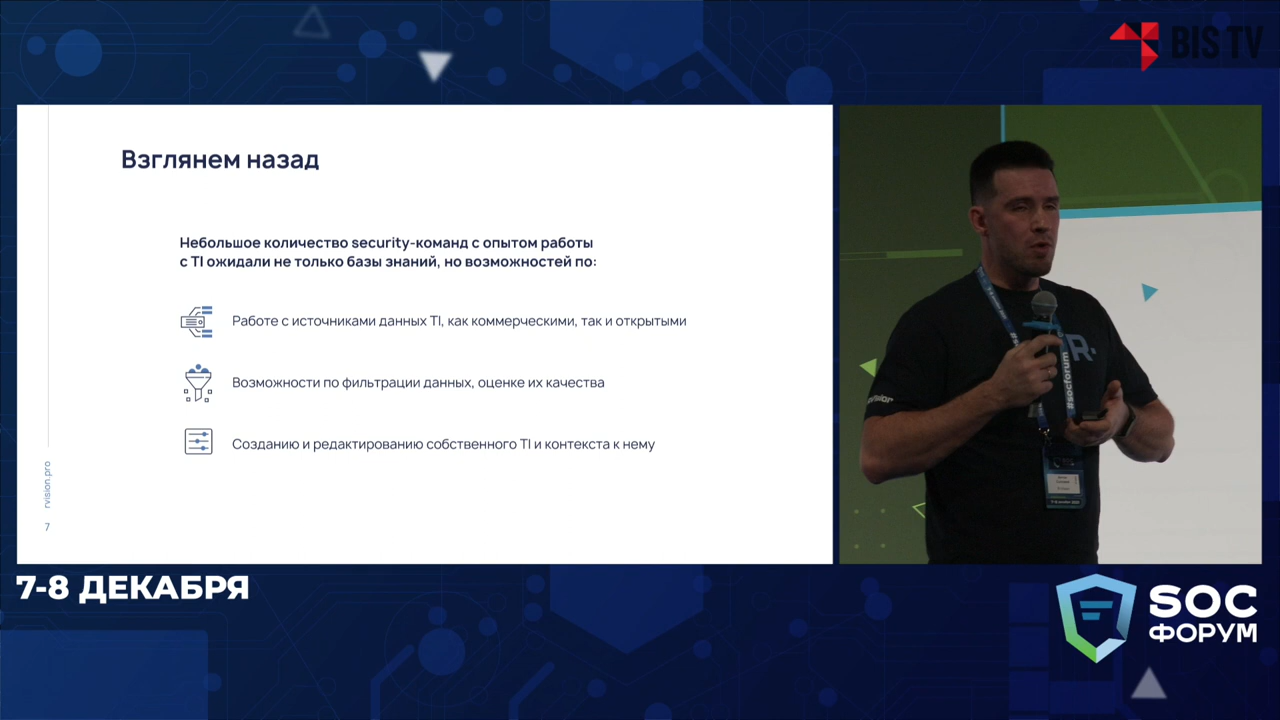 BIS TV
Взглянем назад
Небольшое количество security-команд с опытом работы
с TI ожидали не только базы знаний, но возможностей по:
Работе с источниками данных TI, как коммерческими, так и открытыми
Возможности по фильтрации данных, оценке их качества
Созданию и редактированию собственного TI и контекста к нему
rvision.pro
7
R
#socforum
7-8 ДЕКАБРЯ
SOC
ФОРУМ